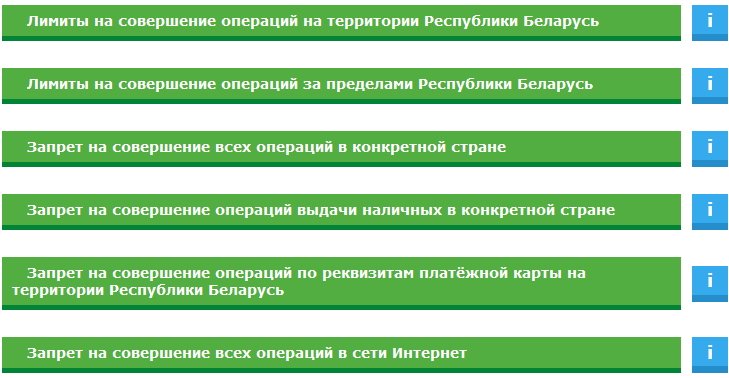 Лимиты на совершение операций на территории Республики Беларусь
i
Лимиты на совершение операций за пределами Республики Беларусь
i
Запрет на совершение всех операций в конкретной стране
i
Запрет на совершение операций выдачи наличных в конкретной стране
i
Запрет на совершение операций по реквизитам платёжной карты на
территории Республики Беларусь
i
Запрет на совершение всех операций в сети Интернет
i